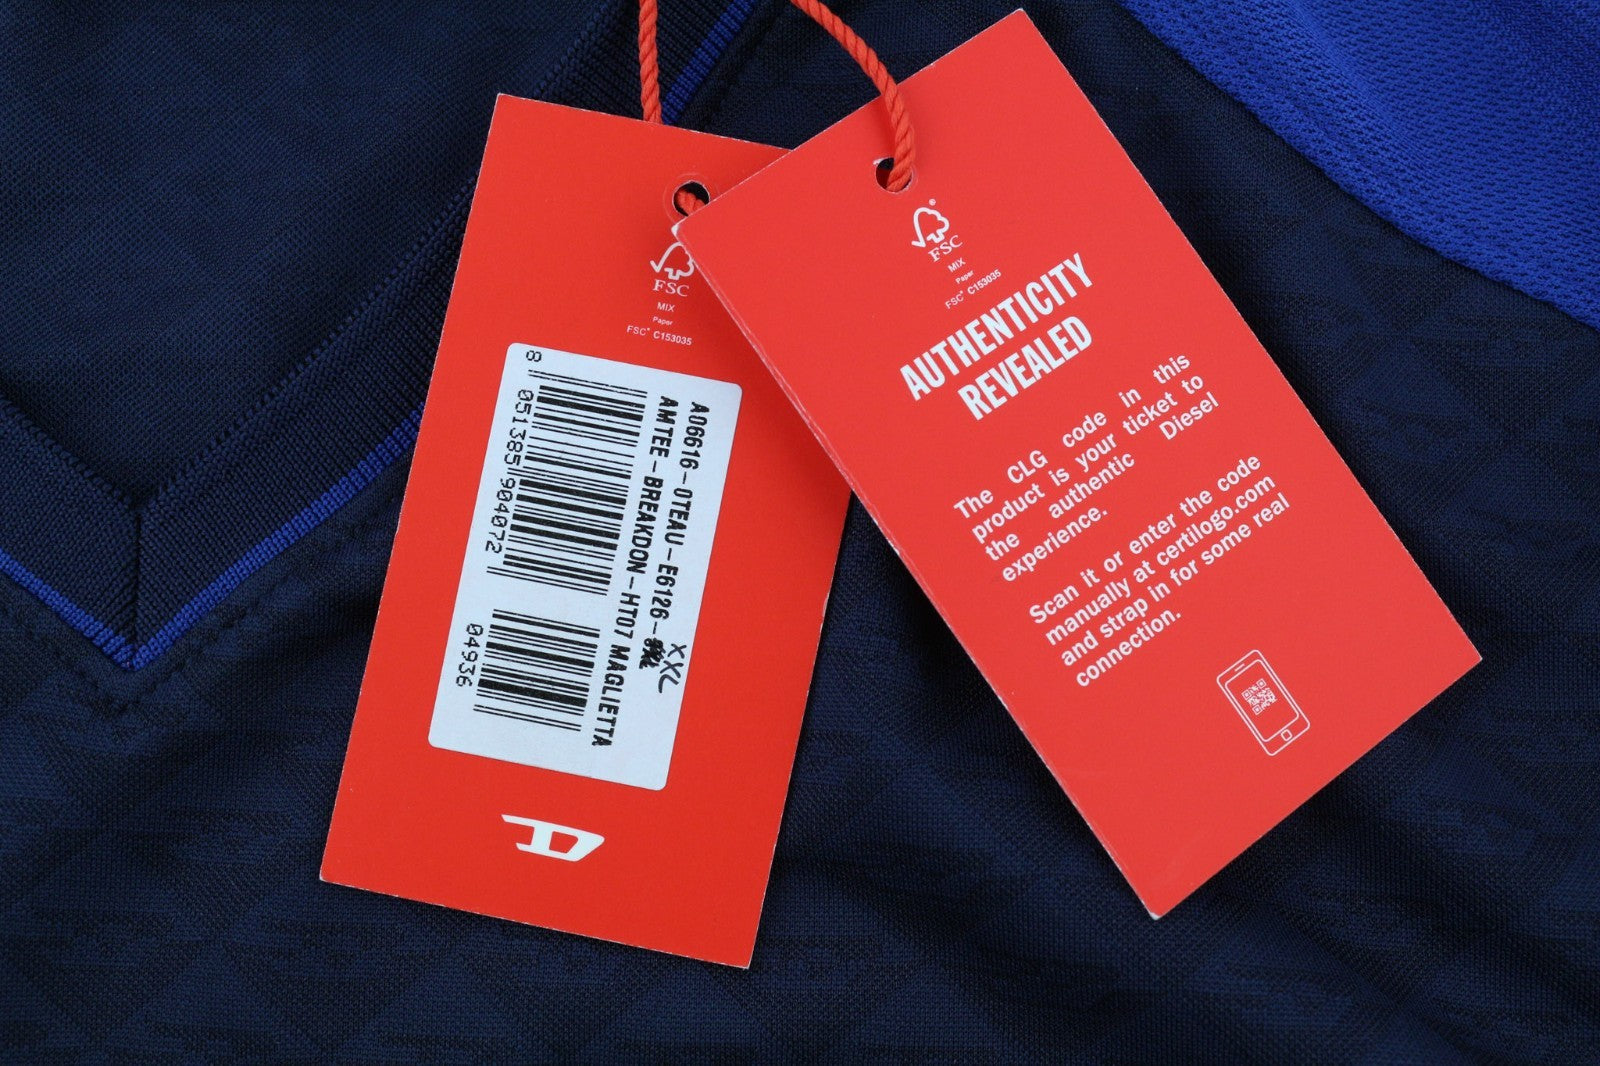 FSC
MIX
Paper
FSC® C153035
A06616-0TEAU-E6126-
XXL
AMTEE-BREAKDON-HT07 MAGLIETTA
8
051385
904072
04936
FSC®
MIX
Paper
FSC® C153035
AUTHENTICITY
REVEALED
The CLG code in this
product is your ticket to
the authentic Diesel
experience.
Scan it or enter the code
manually at certilogo.com
and strap in for some real
connection.